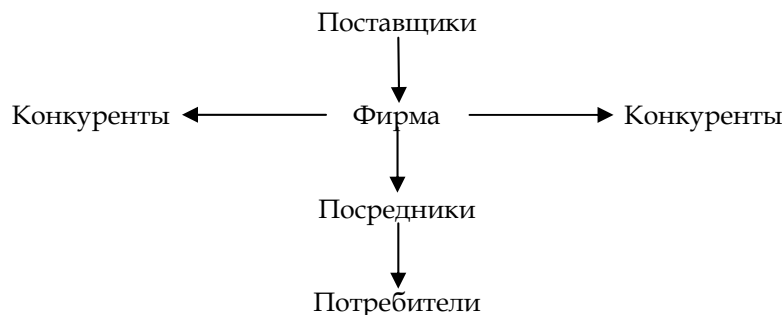 Поставщики
Конкуренты Фирма Конкуренты
Посредники
Потребители